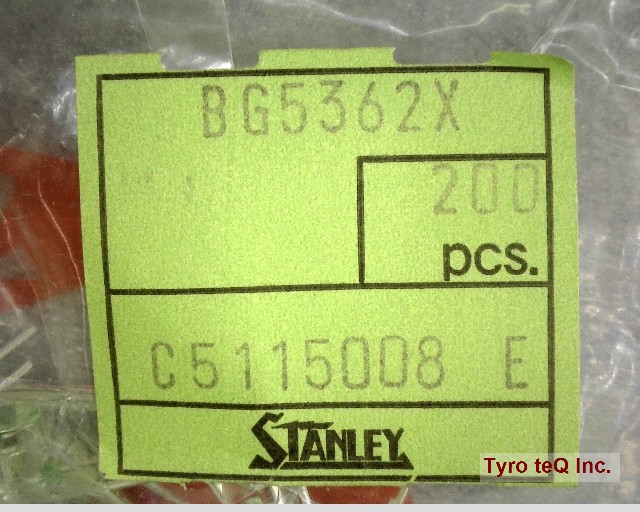 BG5362X
200
pcs.
C5115008 E
STANLEY
Tyro teQ Inc.